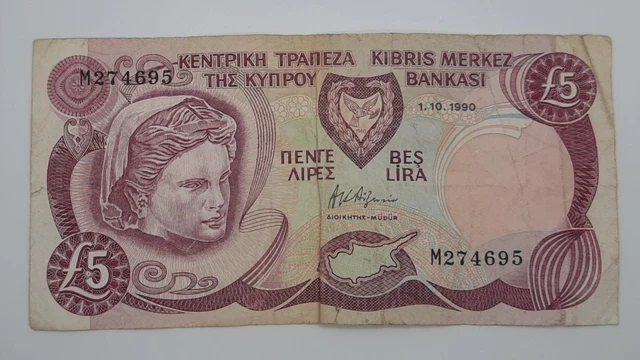 ΚΕΝΤΡΙΚΗ ΤΡΑΠΕΖΑ
ΤΗΣ ΚΥΠΡΟΥ
KIBRIS MERKEZ
BANKASI
M274695
£5
1.10.1990
ΠΕΝΤΕ
ΛΙΡΕΣ
BEŞ
LİRA
ΔΙΟΙΚΗΤΗΣ-MÜDÜR
£5
M274695